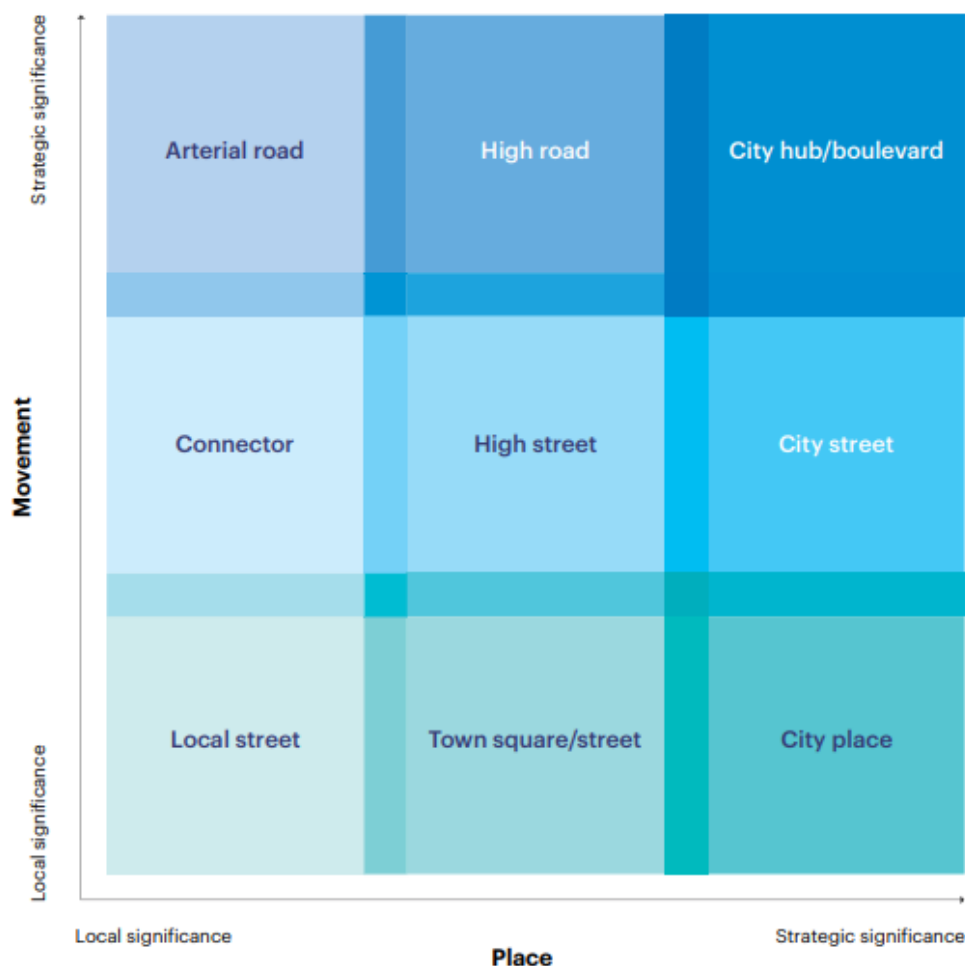 Strategic significance
Arterial road
High road
City hub/boulevard
Movement
Connector
High street
City street
Local significance
Local street
Town square/street
City place
Local significance
Place
Strategic significance